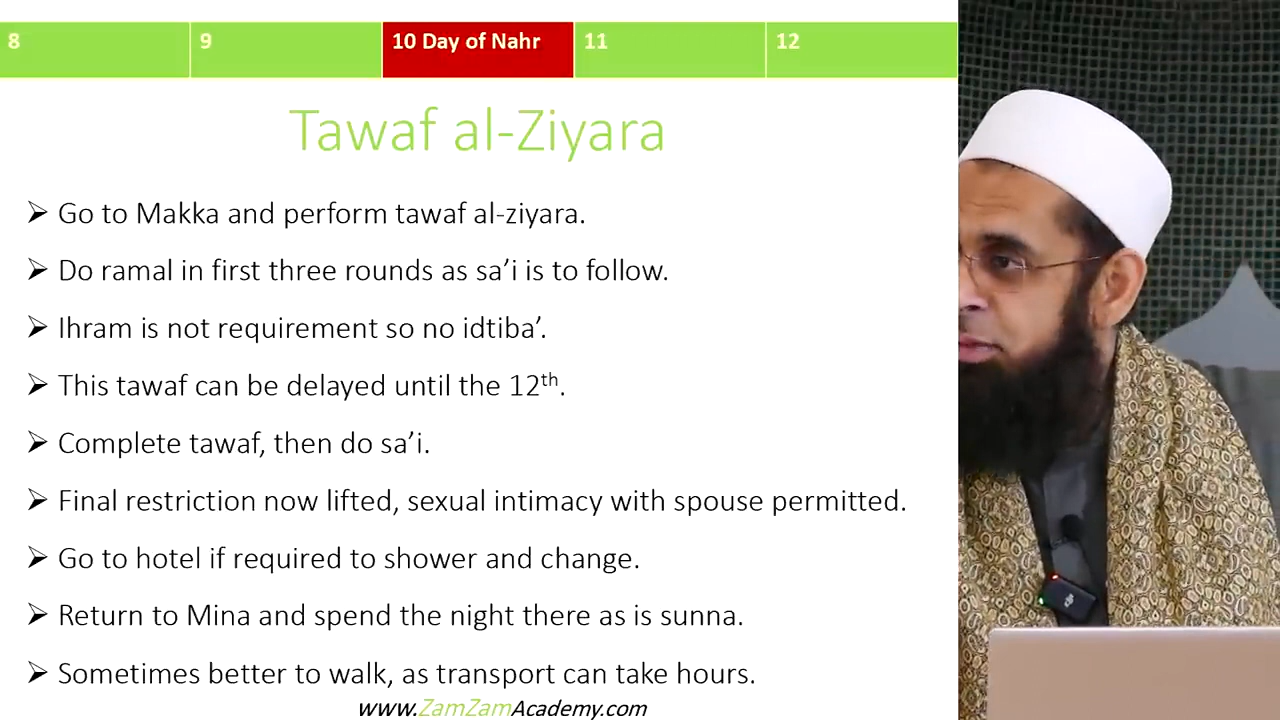 8 9 10 Day of Nahr 11 12
Tawaf al-Ziyara
➢ Go to Makka and perform tawaf al-ziyara.
➢ Do ramal in first three rounds as sa’i is to follow.
➢ Ihram is not requirement so no idtiba’.
➢ This tawaf can be delayed until the 12th.
➢ Complete tawaf, then do sa’i.
➢ Final restriction now lifted, sexual intimacy with spouse permitted.
➢ Go to hotel if required to shower and change.
➢ Return to Mina and spend the night there as is sunna.
➢ Sometimes better to walk, as transport can take hours.
www.ZamZamAcademy.com